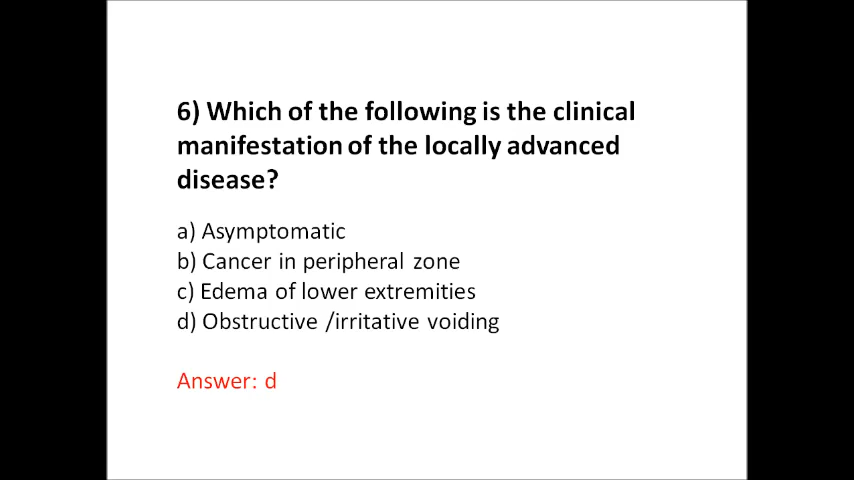 6) Which of the following is the clinical
manifestation of the locally advanced
disease?
a) Asymptomatic
b) Cancer in peripheral zone
c) Edema of lower extremities
d) Obstructive /irritative voiding
Answer: d